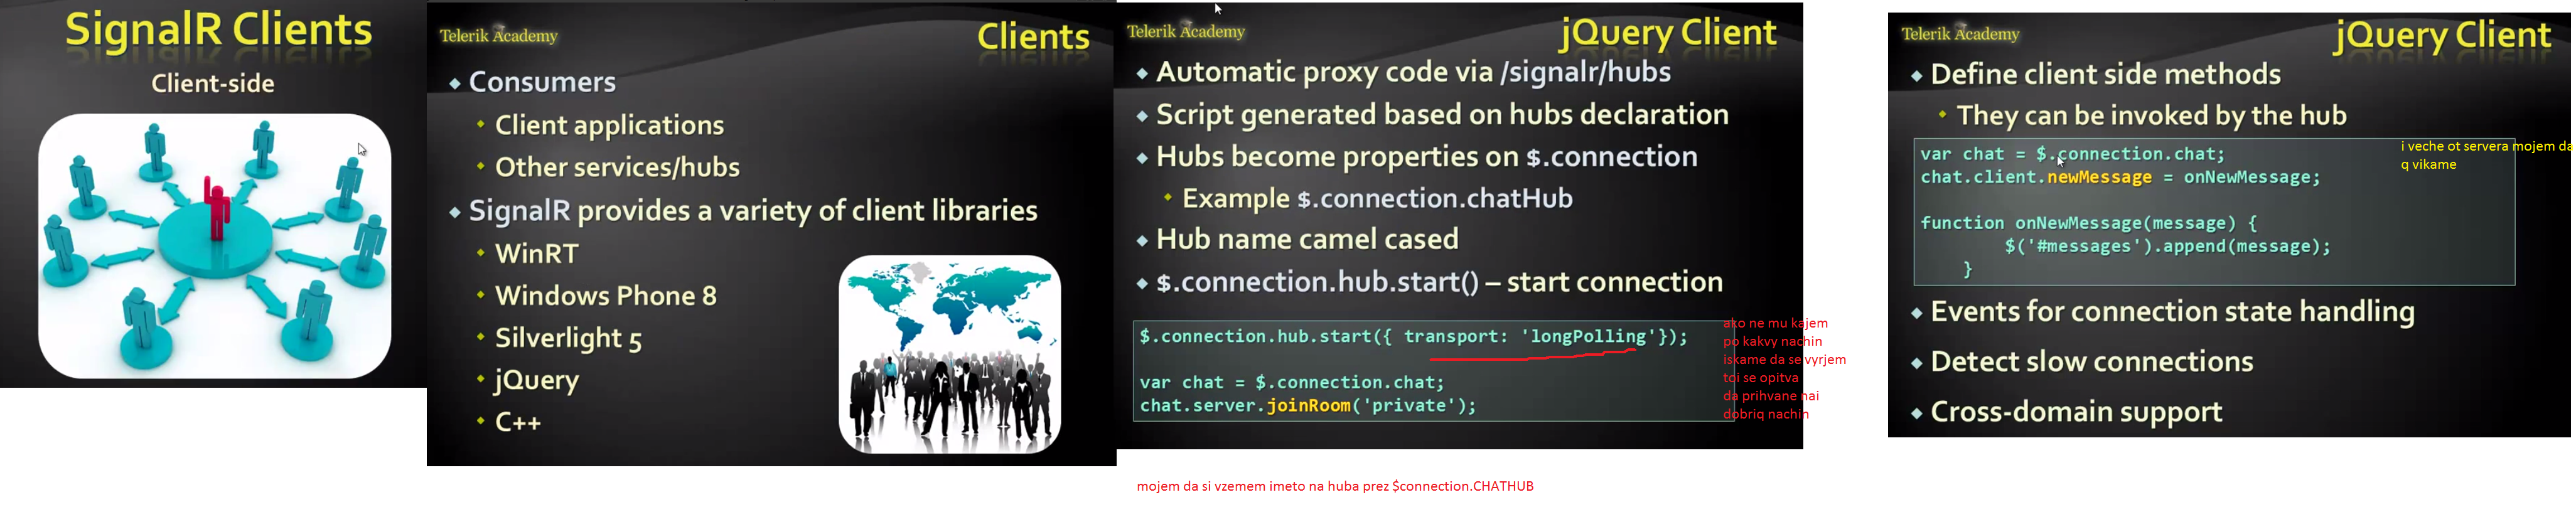 SignalR Clients
Client-side
Telerik Academy
Clients
Consumers
Client applications
Other services/hubs
SignalR provides a variety of client libraries
WinRT
Windows Phone 8
Silverlight 5
jQuery
C++
Telerik Academy
jQuery Client
Automatic proxy code via /signalr/hubs
Script generated based on hubs declaration
Hubs become properties on $.connection
Example $.connection.chatHub
Hub name camel cased
$.connection.hub.start() – start connection
$.connection.hub.start({ transport: 'longPolling'});
var chat = $.connection.chat;
chat.server.joinRoom('private');
ako ne mu kajem
po kakvy nachin
iskame da se vyrjem
toi se opitva
da prihvane nai
dobriq nachin
mojem da si vzemem imeto na huba prez $connection.CHATHUB
Telerik Academy
jQuery Client
Define client side methods
They can be invoked by the hub
var chat = $.connection.chat;
chat.client.newMessage = onNewMessage;
function onNewMessage(message) {
$('#messages').append(message);
}
i veche ot servera mojem da
q vikame
Events for connection state handling
Detect slow connections
Cross-domain support